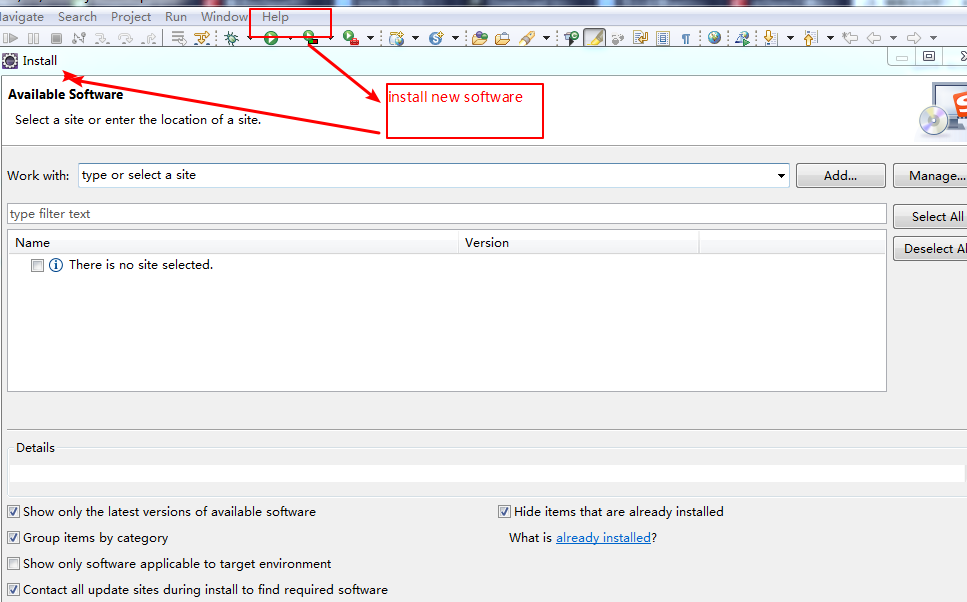 Navigate Search Project Run Window Help
Install
install new software
Available Software
Select a site or enter the location of a site.
Work with: type or select a site Add... Manage...
type filter text
Select All
Name Version
Deselect Al
There is no site selected.
Details
Show only the latest versions of available software
Hide items that are already installed
Group items by category
What is already installed?
Show only software applicable to target environment
Contact all update sites during install to find required software